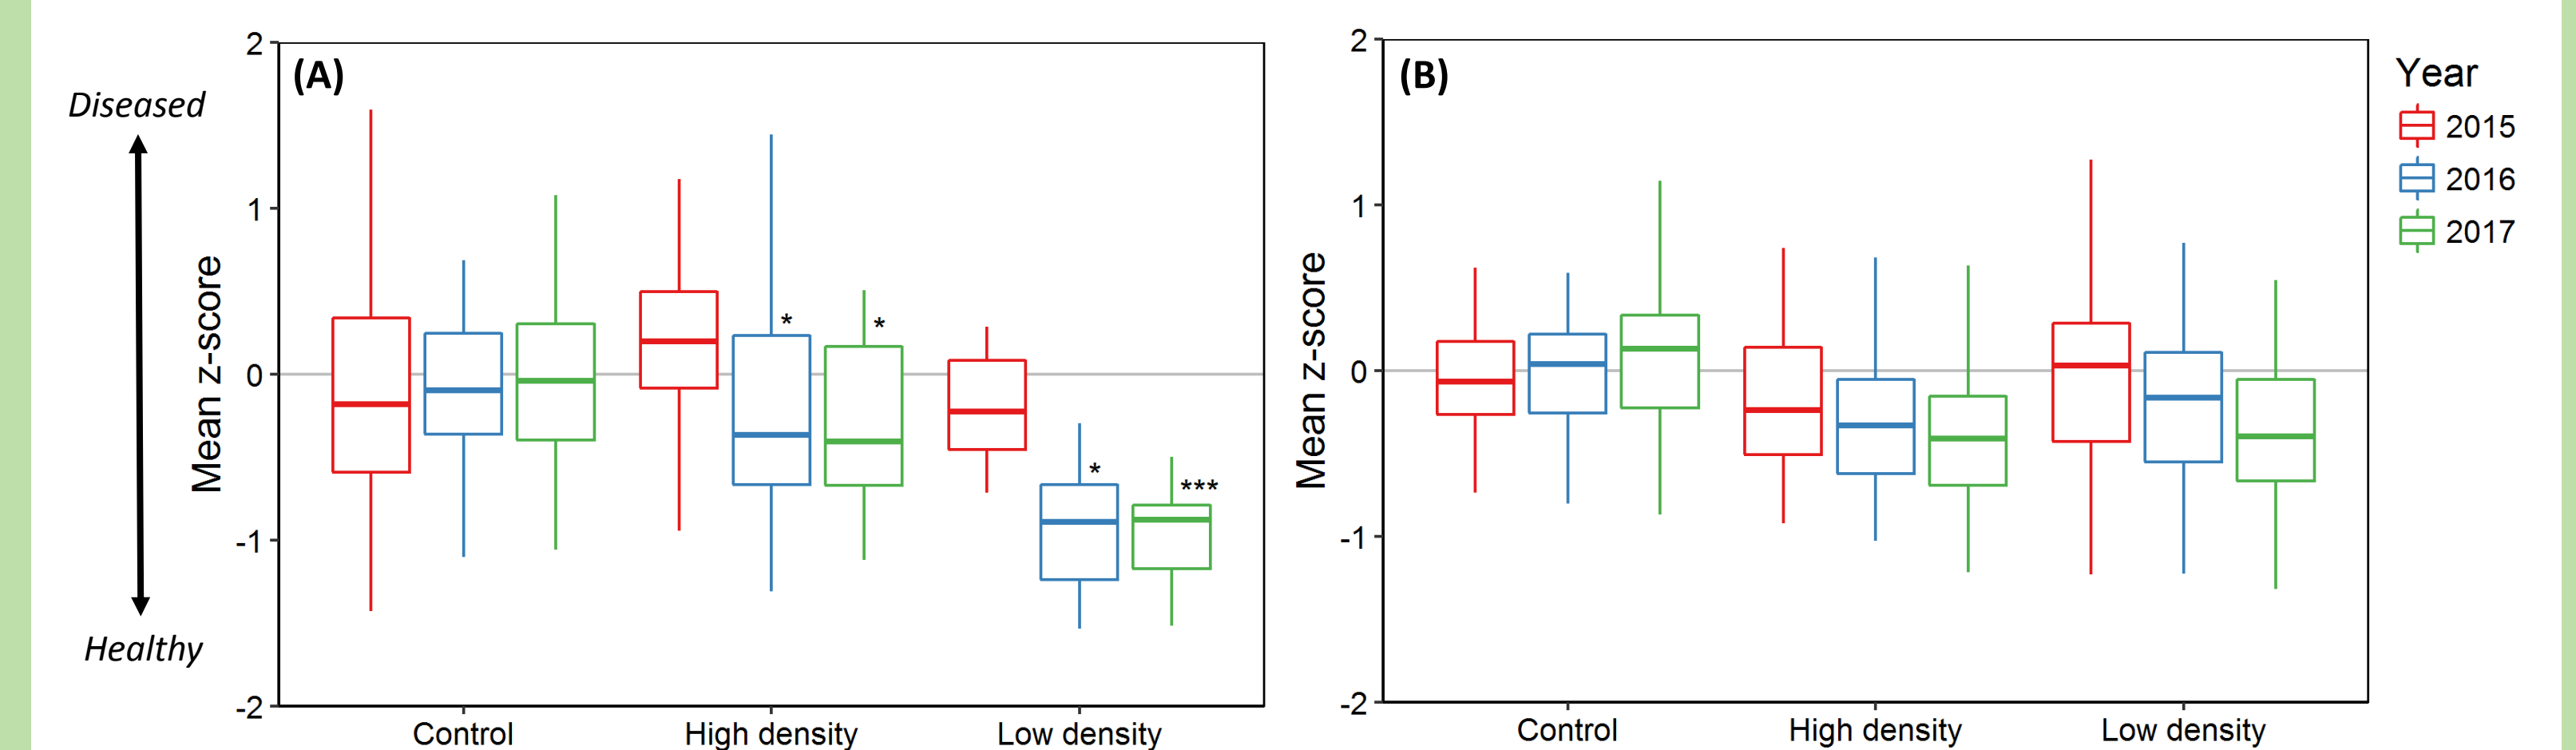 Diseased
Healthy
(A)
Mean z-score
2
1
0
-1
-2
*
*
*
***
Control
High density
Low density
(B)
Mean z-score
2
1
0
-1
-2
Control
High density
Low density
Year
2015
2016
2017